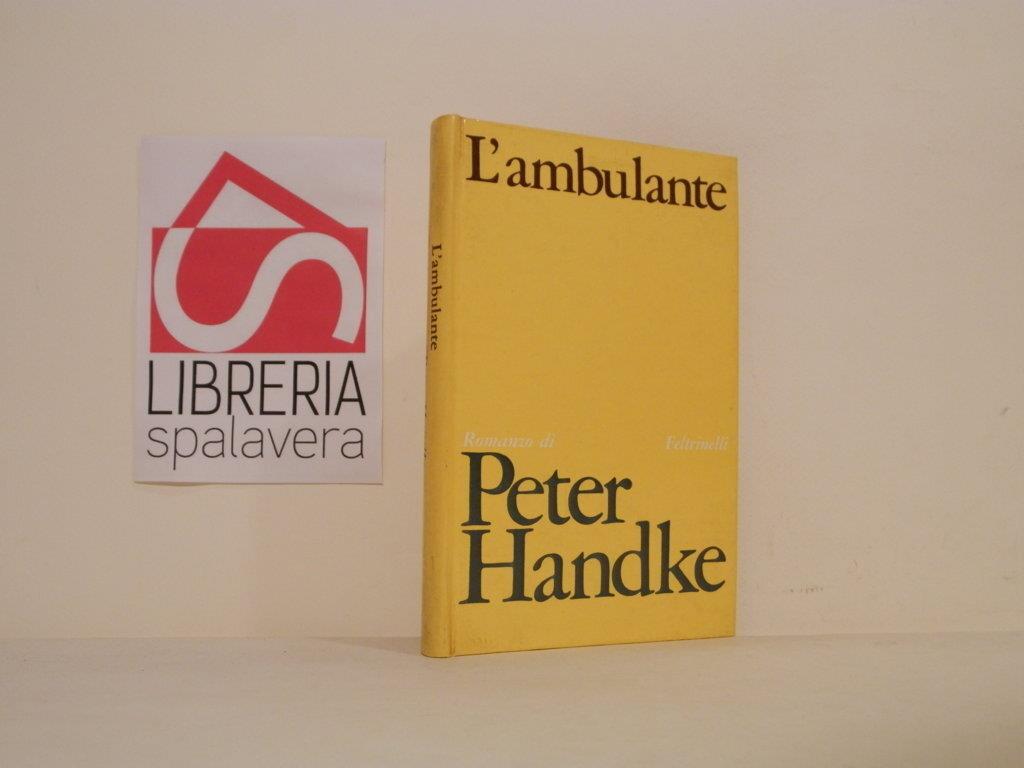 LIBRERIA
spalavera
L'ambulante
L'ambulante
Romanzo di Feltrinelli
Peter
Handke